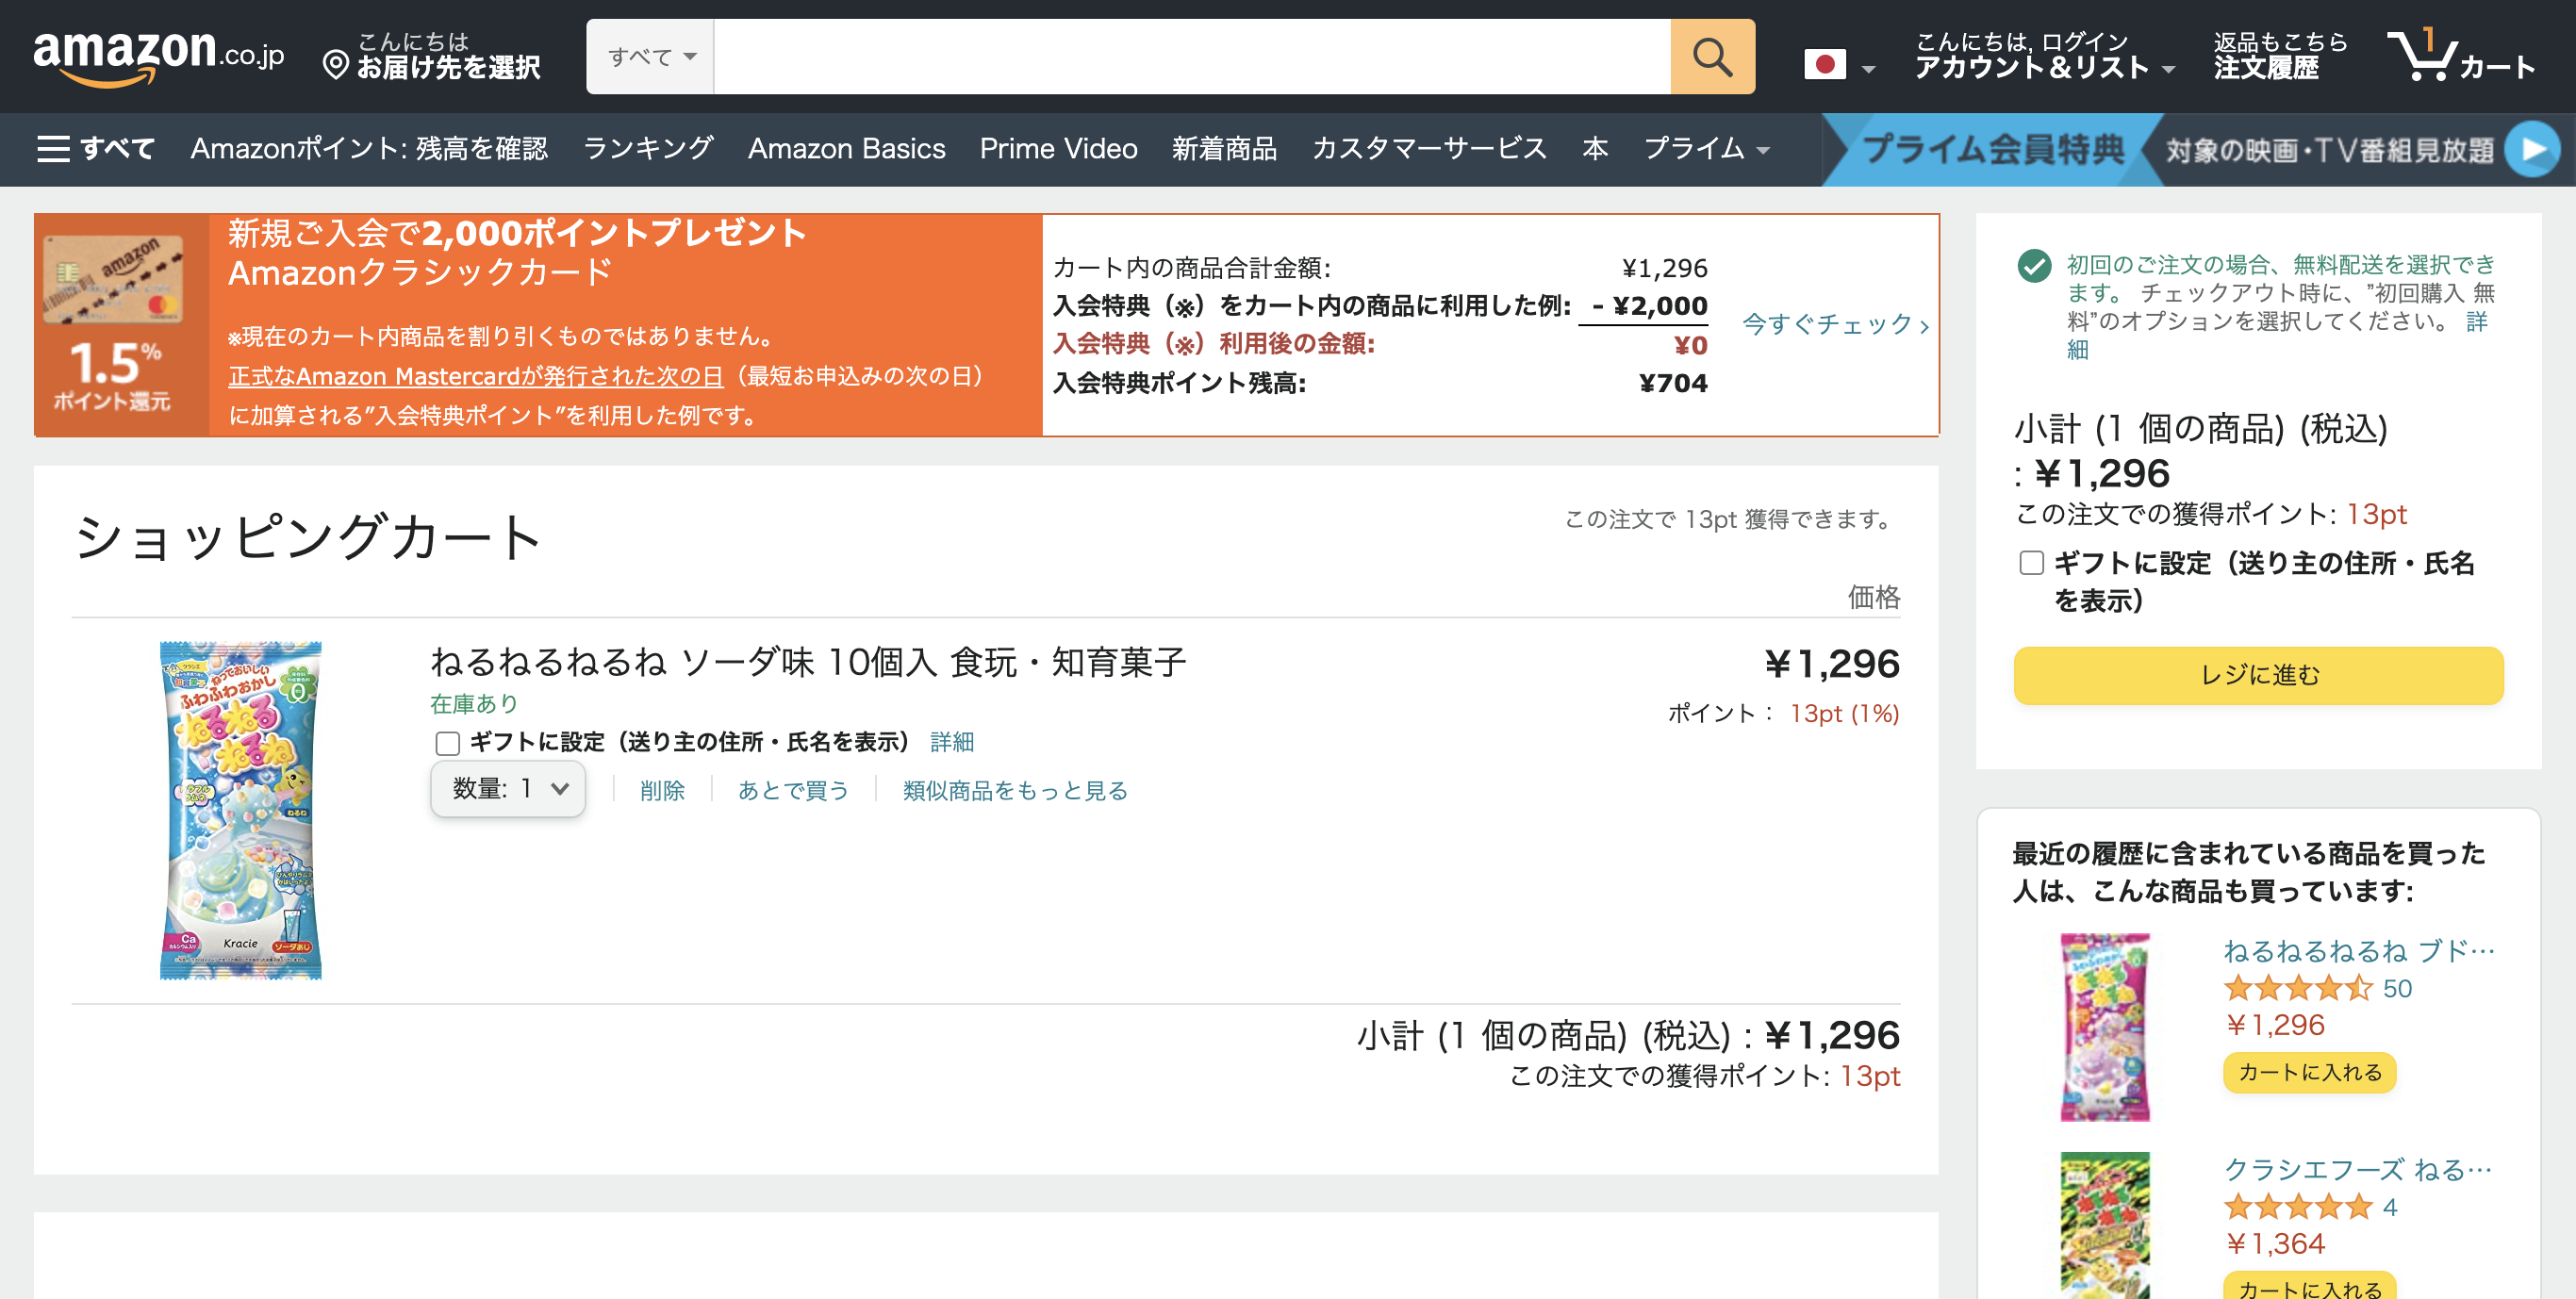 amazon.co.jp
こんにちは
お届け先を選択
すべて
こんにちは, ログイン
アカウント＆リスト
返品もこちら
注文履歴
1
カート
すべて
Amazonポイント: 残高を確認
ランキング
Amazon Basics
Prime Video
新着商品
カスタマーサービス
本
プライム
プライム会員特典
対象の映画・TV番組見放題
amazon
1.5%
ポイント還元
新規ご入会で2,000ポイントプレゼント
Amazonクラシックカード
※現在のカート内商品を割り引くものではありません。
正式なAmazon Mastercardが発行された次の日（最短お申込みの次の日）
に加算される”入会特典ポイント”を利用した例です。
カート内の商品合計金額: ¥1,296
入会特典（※）をカート内の商品に利用した例: - ¥2,000
入会特典（※）利用後の金額: ¥0
入会特典ポイント残高: ¥704
今すぐチェック ›
初回のご注文の場合、無料配送を選択でき
ます。 チェックアウト時に、”初回購入 無
料”のオプションを選択してください。 詳
細
小計 (1 個の商品) (税込)
: ￥1,296
この注文での獲得ポイント: 13pt
ギフトに設定（送り主の住所・氏名
を表示）
レジに進む
ショッピングカート
この注文で 13pt 獲得できます。
価格
ねっておいしい
ふわふわおかし
ねるねる
ねるね
Ca
Kracie
ソーダあじ
ねるねるねるね ソーダ味 10個入 食玩・知育菓子
￥1,296
在庫あり
ポイント： 13pt (1%)
ギフトに設定（送り主の住所・氏名を表示） 詳細
数量: 1
削除
あとで買う
類似商品をもっと見る
小計 (1 個の商品) (税込) : ￥1,296
この注文での獲得ポイント: 13pt
最近の履歴に含まれている商品を買った
人は、こんな商品も買っています:
ねるねるねるね ブド…
50
￥1,296
カートに入れる
クラシエフーズ ねる…
4
￥1,364
カートに入れる